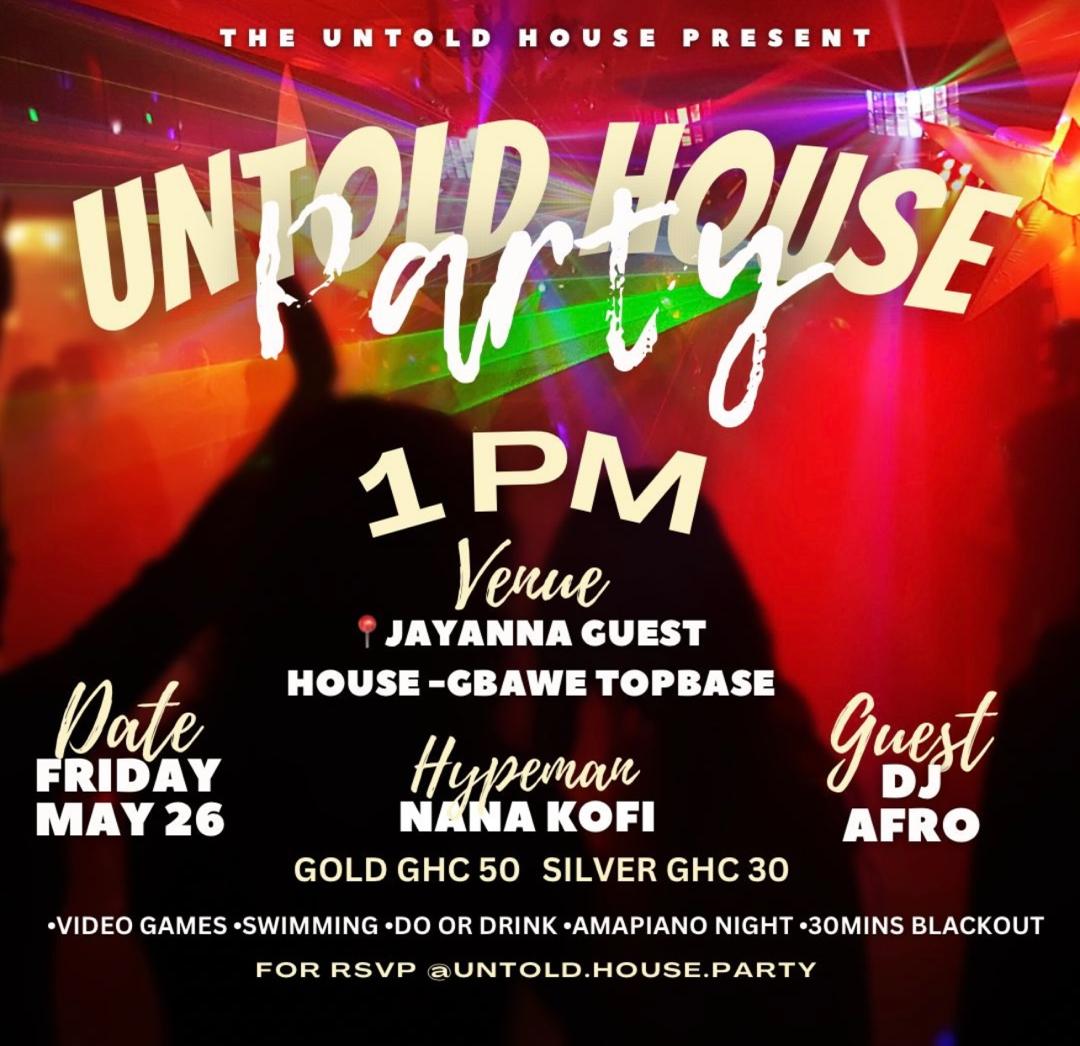 THE UNTOLD HOUSE PRESENT
UNTOLD HOUSE
Party
1 PM
Venue
📍JAYANNA GUEST
HOUSE -GBAWE TOPBASE
Date
FRIDAY
MAY 26
Hypeman
NANA KOFI
Guest
DJ
AFRO
GOLD GHC 50 SILVER GHC 30
•VIDEO GAMES •SWIMMING •DO OR DRINK •AMAPIANO NIGHT •30MINS BLACKOUT
FOR RSVP @UNTOLD.HOUSE.PARTY